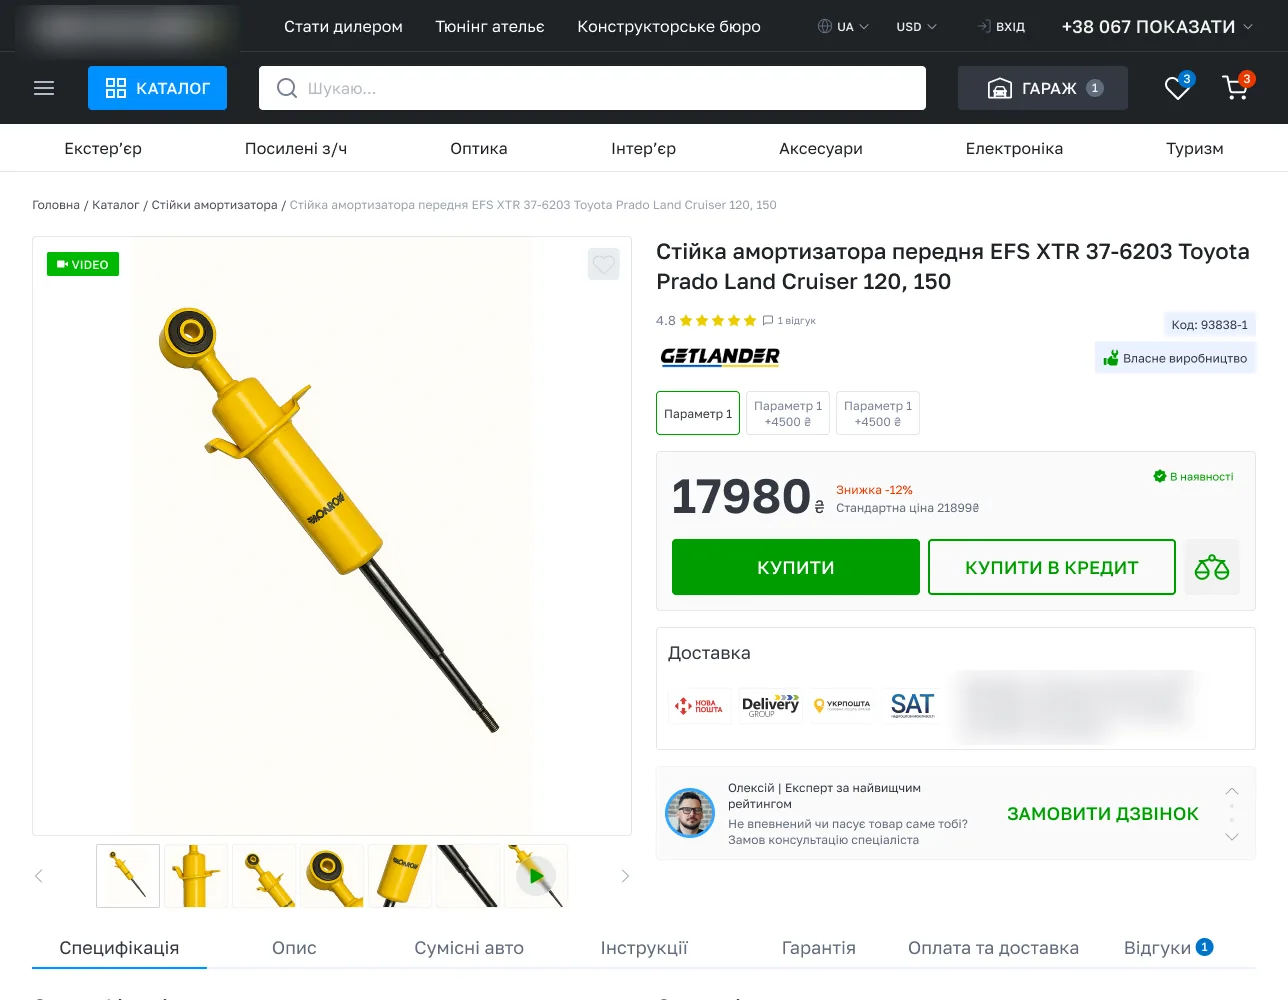 Стати дилером
Тюнінг ательє
Конструкторське бюро
UA
USD
ВХІД
+38 067 ПОКАЗАТИ
КАТАЛОГ
Шукаю...
ГАРАЖ 1
3
3
Екстер’єр
Посилені з/ч
Оптика
Інтер’єр
Аксесуари
Електроніка
Туризм
Головна / Каталог / Стійки амортизатора / Стійка амортизатора передня EFS XTR 37-6203 Toyota Prado Land Cruiser 120, 150
VIDEO
Стійка амортизатора передня EFS XTR 37-6203 Toyota
Prado Land Cruiser 120, 150
4.8
1 відгук
Код: 93838-1
GETLANDER
Власне виробництво
Параметр 1
Параметр 1
+4500 ₴
Параметр 1
+4500 ₴
17980 ₴
Знижка -12%
Стандартна ціна 21899₴
В наявності
КУПИТИ
КУПИТИ В КРЕДИТ
Доставка
НОВА
ПОШТА
Delivery
GROUP
УКРПОШТА
SAT
Олексій | Експерт за найвищим
рейтингом
Не впевнений чи пасує товар саме тобі?
Замов консультацію спеціаліста
ЗАМОВИТИ ДЗВІНОК
Специфікація
Опис
Сумісні авто
Інструкції
Гарантія
Оплата та доставка
Відгуки 1